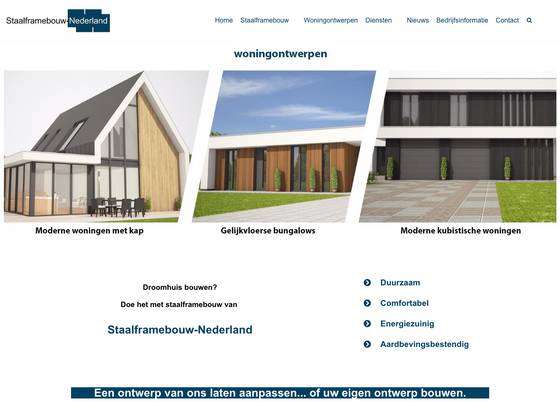 Staalframebouw-Nederland
Home Staalframebouw Woningontwerpen Diensten Nieuws Bedrijfsinformatie Contact
woningontwerpen
Moderne woningen met kap Gelijkvloerse bungalows Moderne kubistische woningen
Droomhuis bouwen?
Doe het met staalframebouw van
Staalframebouw-Nederland
Duurzaam
Comfortabel
Energiezuinig
Aardbevingsbestendig
Een ontwerp van ons laten aanpassen... of uw eigen ontwerp bouwen.